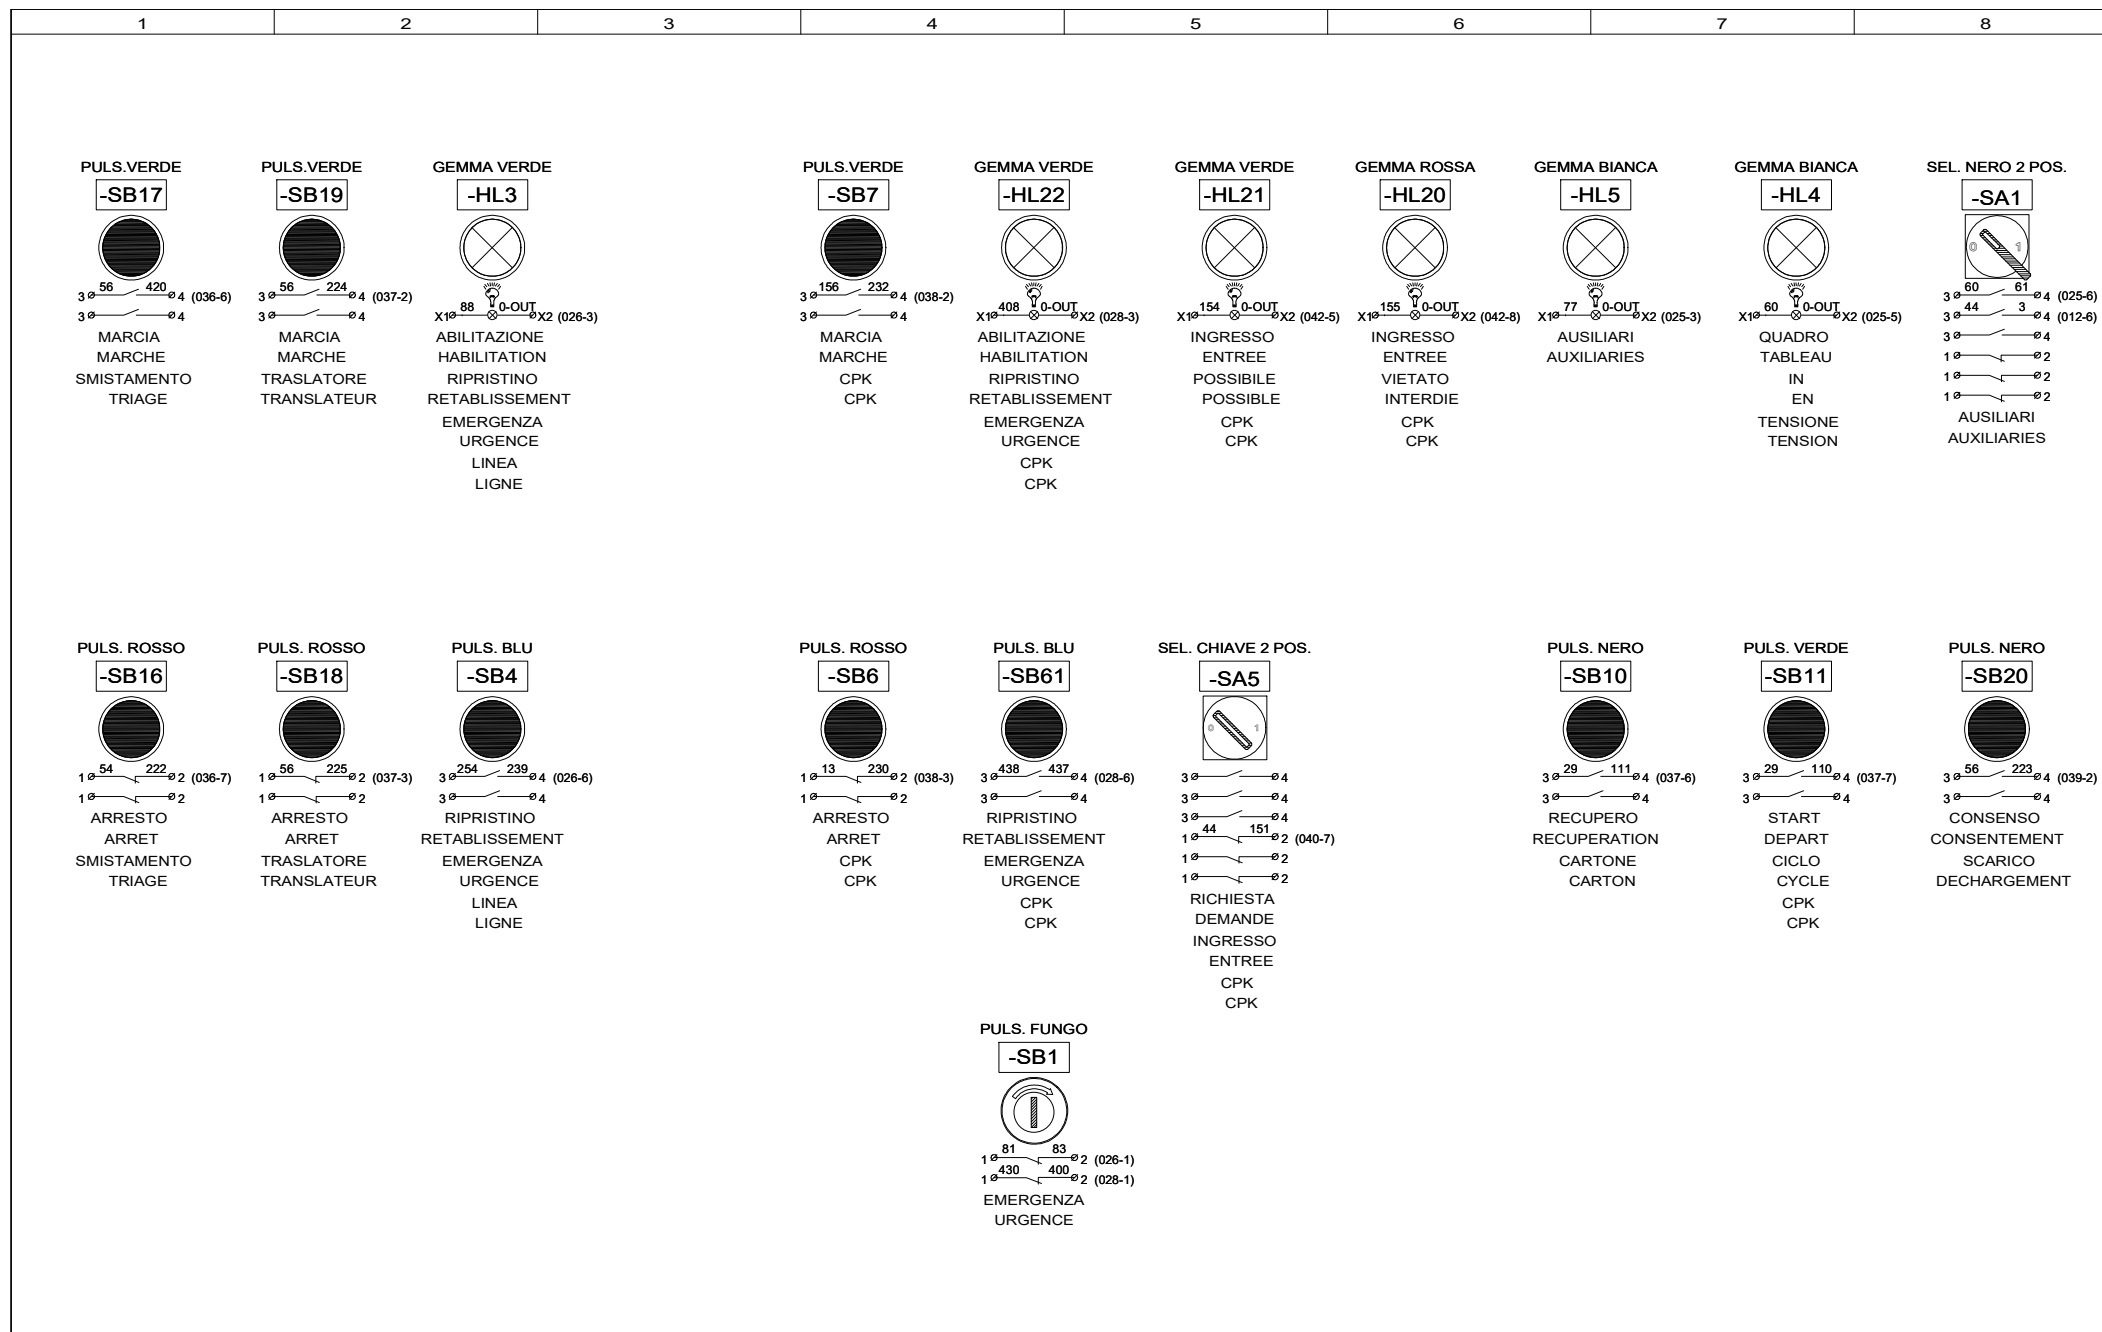 1 2 3 4 5 6 7 8
PULS.VERDE
-SB17
3 56 420 4 (036-6)
3 4
MARCIA
MARCHE
SMISTAMENTO
TRIAGE
PULS.VERDE
-SB19
3 56 224 4 (037-2)
3 4
MARCIA
MARCHE
TRASLATORE
TRANSLATEUR
GEMMA VERDE
-HL3
X1 88 0-OUT X2 (026-3)
ABILITAZIONE
HABILITATION
RIPRISTINO
RETABLISSEMENT
EMERGENZA
URGENCE
LINEA
LIGNE
PULS.VERDE
-SB7
3 156 232 4 (038-2)
3 4
MARCIA
MARCHE
CPK
CPK
GEMMA VERDE
-HL22
X1 408 0-OUT X2 (028-3)
ABILITAZIONE
HABILITATION
RIPRISTINO
RETABLISSEMENT
EMERGENZA
URGENCE
CPK
CPK
GEMMA VERDE
-HL21
X1 154 0-OUT X2 (042-5)
INGRESSO
ENTREE
POSSIBILE
POSSIBLE
CPK
CPK
GEMMA ROSSA
-HL20
X1 155 0-OUT X2 (042-8)
INGRESSO
ENTREE
VIETATO
INTERDIE
CPK
CPK
GEMMA BIANCA
-HL5
X1 77 0-OUT X2 (025-3)
AUSILIARI
AUXILIARIES
GEMMA BIANCA
-HL4
X1 60 0-OUT X2 (025-5)
QUADRO
TABLEAU
IN
EN
TENSIONE
TENSION
SEL. NERO 2 POS.
-SA1
0 1
3 60 61 4 (025-6)
3 44 3 4 (012-6)
3 4
1 2
1 2
1 2
AUSILIARI
AUXILIARIES
PULS. ROSSO
-SB16
1 54 222 2 (036-7)
1 2
ARRESTO
ARRET
SMISTAMENTO
TRIAGE
PULS. ROSSO
-SB18
1 56 225 2 (037-3)
1 2
ARRESTO
ARRET
TRASLATORE
TRANSLATEUR
PULS. BLU
-SB4
3 254 239 4 (026-6)
3 4
RIPRISTINO
RETABLISSEMENT
EMERGENZA
URGENCE
LINEA
LIGNE
PULS. ROSSO
-SB6
1 13 230 2 (038-3)
1 2
ARRESTO
ARRET
CPK
CPK
PULS. BLU
-SB61
3 438 437 4 (028-6)
3 4
RIPRISTINO
RETABLISSEMENT
EMERGENZA
URGENCE
CPK
CPK
SEL. CHIAVE 2 POS.
-SA5
0 1
3 4
3 4
3 4
1 44 151 2 (040-7)
1 2
1 2
RICHIESTA
DEMANDE
INGRESSO
ENTREE
CPK
CPK
PULS. NERO
-SB10
3 29 111 4 (037-6)
3 4
RECUPERO
RECUPERATION
CARTONE
CARTON
PULS. VERDE
-SB11
3 29 110 4 (037-7)
3 4
START
DEPART
CICLO
CYCLE
CPK
CPK
PULS. NERO
-SB20
3 56 223 4 (039-2)
3 4
CONSENSO
CONSENTEMENT
SCARICO
DECHARGEMENT
PULS. FUNGO
-SB1
1 81 83 2 (026-1)
1 430 400 2 (028-1)
EMERGENZA
URGENCE